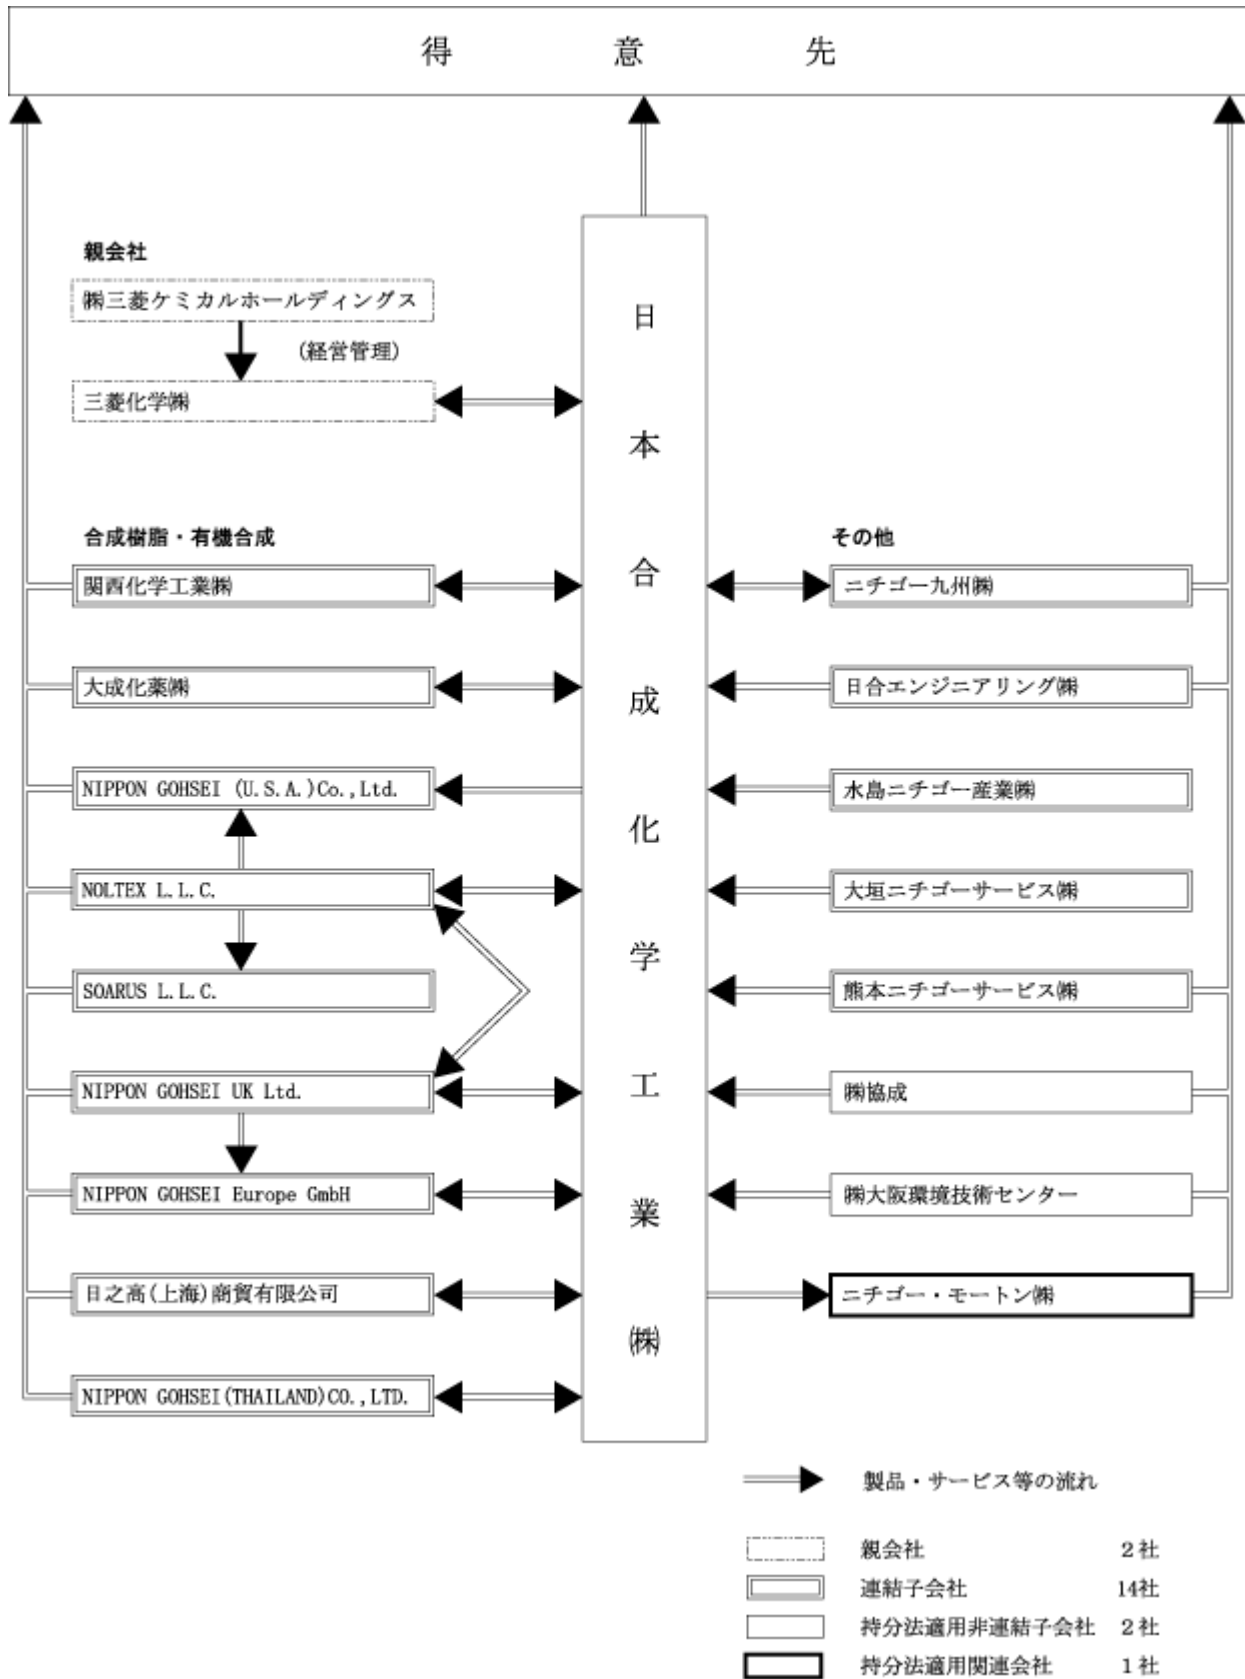 得意先
親会社
㈱三菱ケミカルホールディングス
(経営管理)
三菱化学㈱
日本合成化学工業㈱
合成樹脂・有機合成
関西化学工業㈱
大成化薬㈱
NIPPON GOHSEI (U.S.A.)Co.,Ltd.
NOLTEX L.L.C.
SOARUS L.L.C.
NIPPON GOHSEI UK Ltd.
NIPPON GOHSEI Europe GmbH
日之高(上海)商貿有限公司
NIPPON GOHSEI(THAILAND)CO.,LTD.
その他
ニチゴー九州㈱
日合エンジニアリング㈱
水島ニチゴー産業㈱
大垣ニチゴーサービス㈱
熊本ニチゴーサービス㈱
㈱協成
㈱大阪環境技術センター
ニチゴー・モートン㈱
製品・サービス等の流れ
親会社 2社
連結子会社 14社
持分法適用非連結子会社 2社
持分法適用関連会社 1社